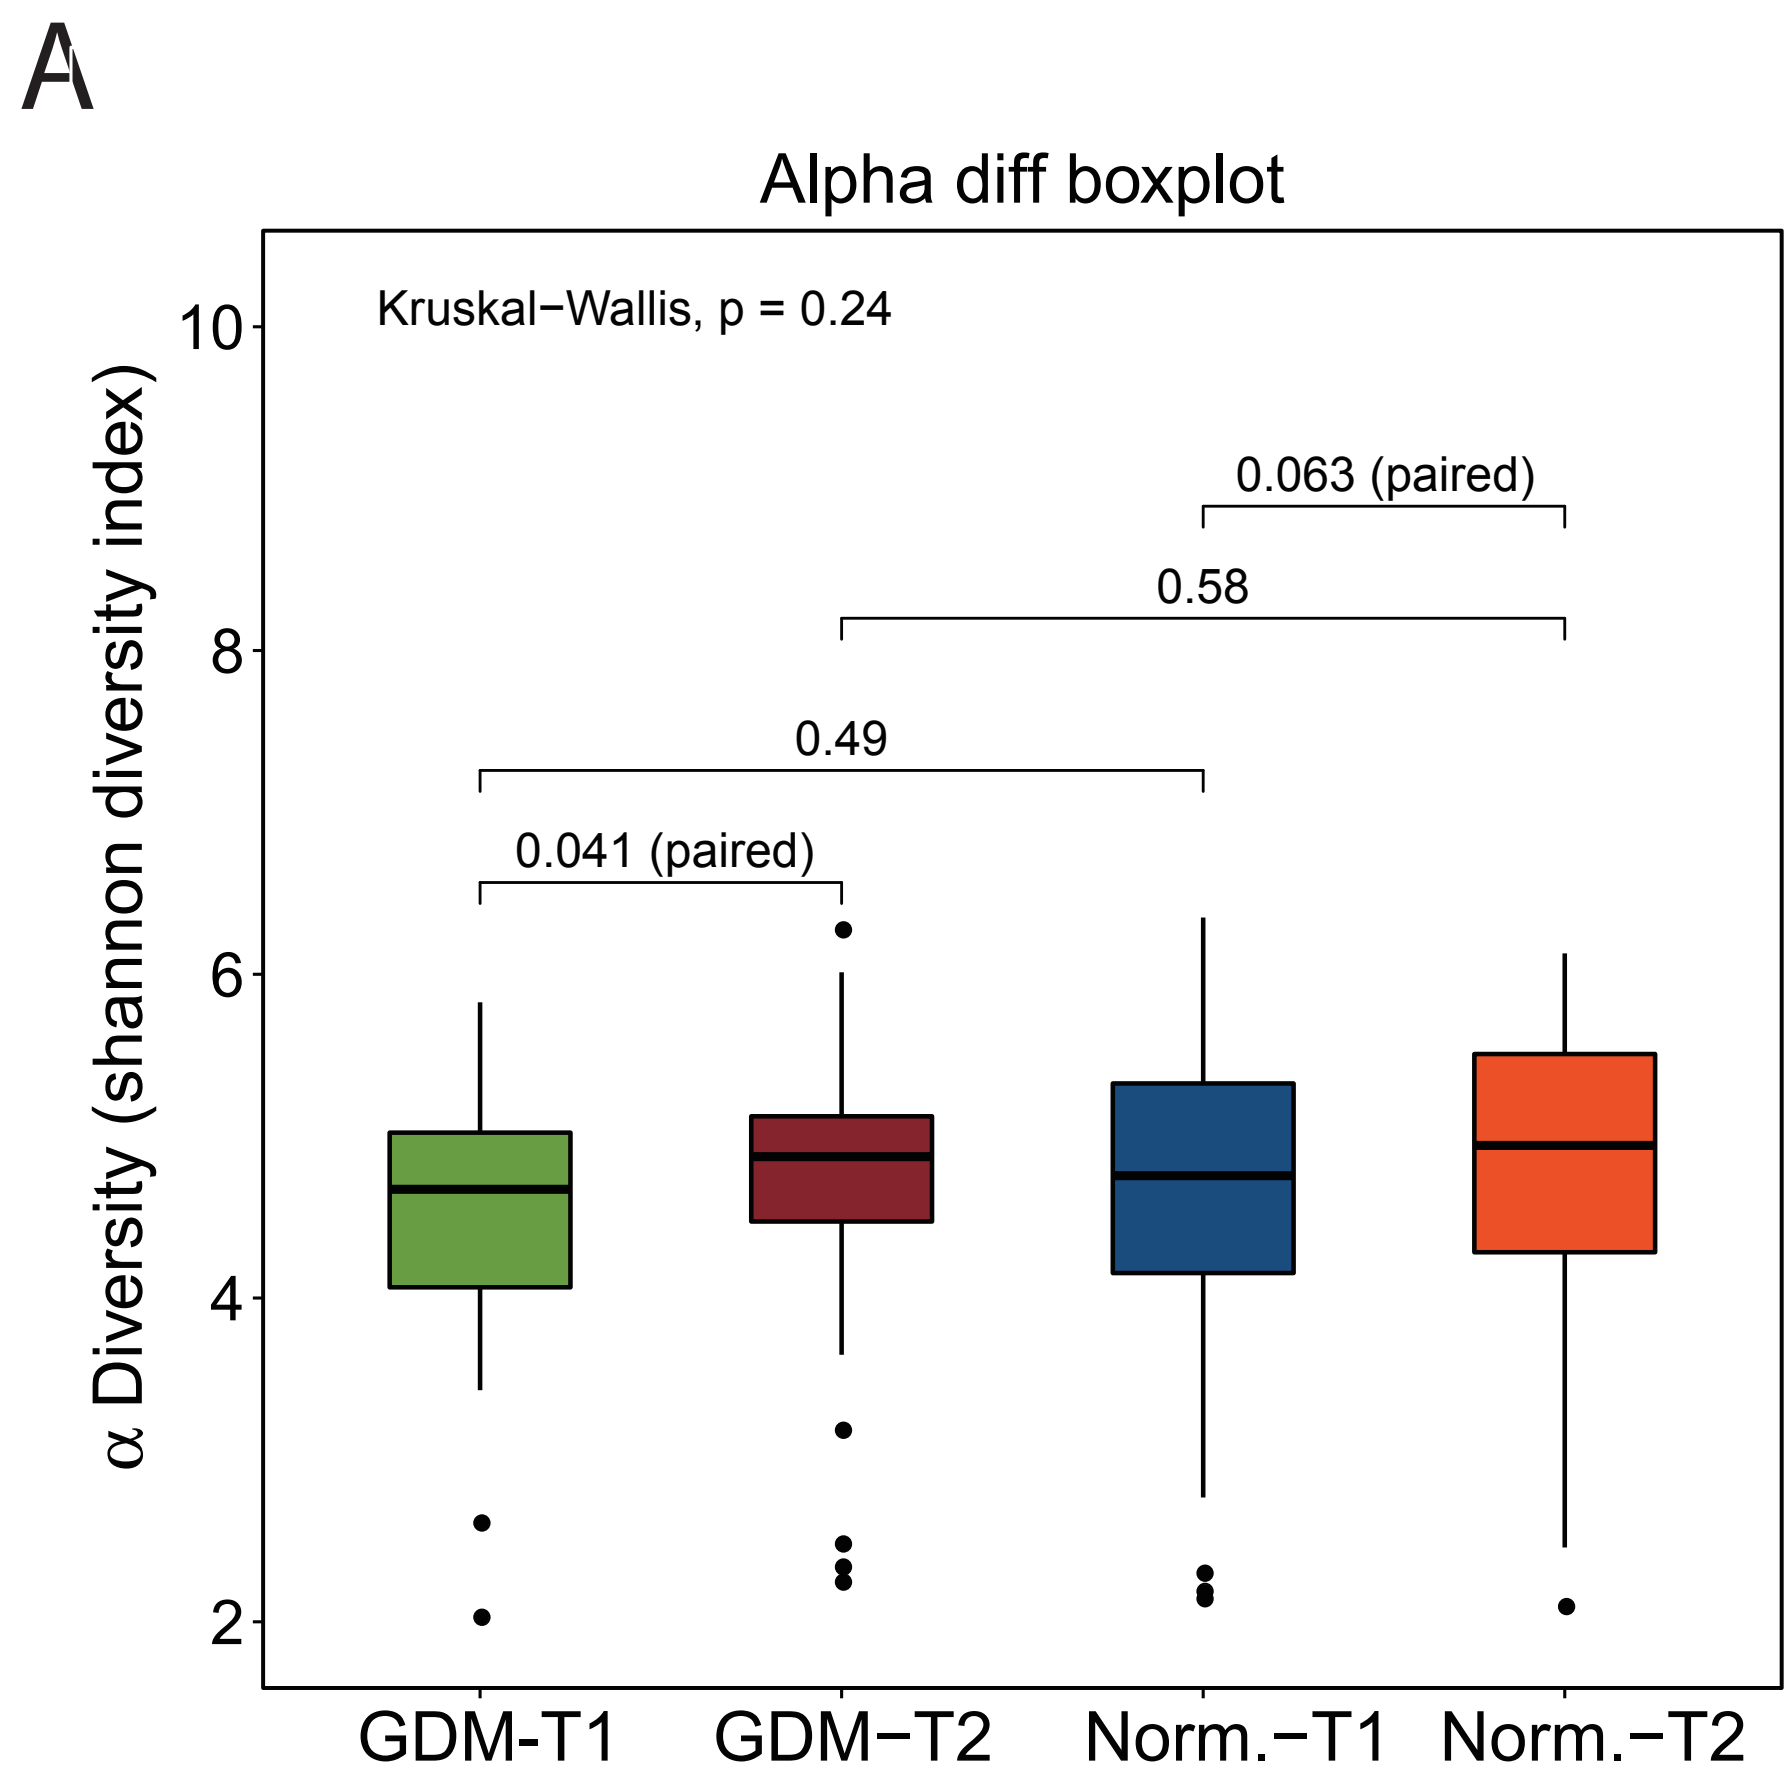 A
Alpha diff boxplot
Kruskal−Wallis, p = 0.24
α Diversity (shannon diversity index)
10
8
6
4
2
0.063 (paired)
0.58
0.49
0.041 (paired)
GDM-T1 GDM−T2 Norm.−T1 Norm.−T2